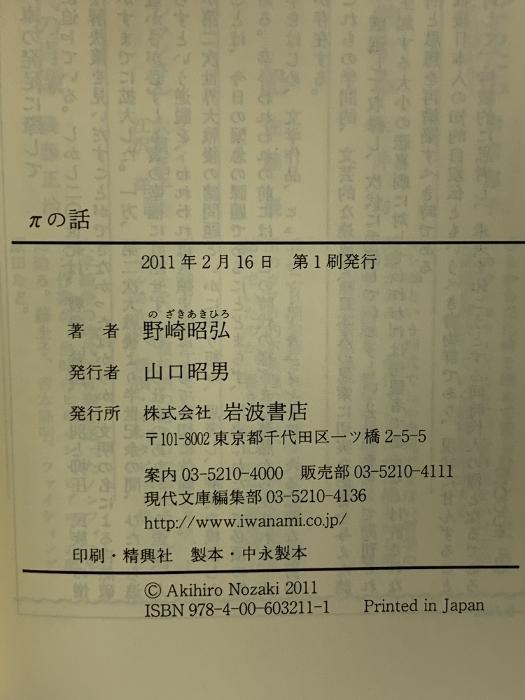 πの話
2011年2月16日 第1刷発行
の ざきあきひろ
著 者 野崎昭弘
発行者 山口昭男
発行所 株式会社 岩波書店
〒101-8002 東京都千代田区一ツ橋 2-5-5
案内 03-5210-4000 販売部 03-5210-4111
現代文庫編集部 03-5210-4136
http://www.iwanami.co.jp/
印刷・精興社 製本・中永製本
© Akihiro Nozaki 2011
ISBN 978-4-00-603211-1 Printed in Japan